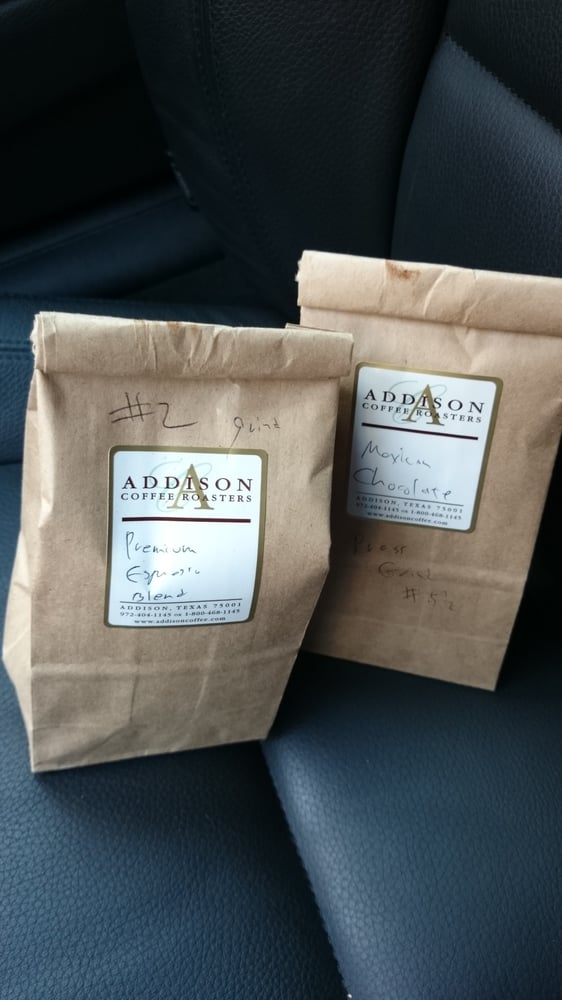 #2 grind
ADDISON
COFFEE ROASTERS
Premium
Espresso
Blend
ADDISON, TEXAS 75001
972-404-1145 or 1-800-468-1145
www.addisoncoffee.com
ADDISON
COFFEE ROASTERS
Mexican
Chocolate
ADDISON, TEXAS 75001
972-404-1145 or 1-800-468-1145
www.addisoncoffee.com
Press
Grind